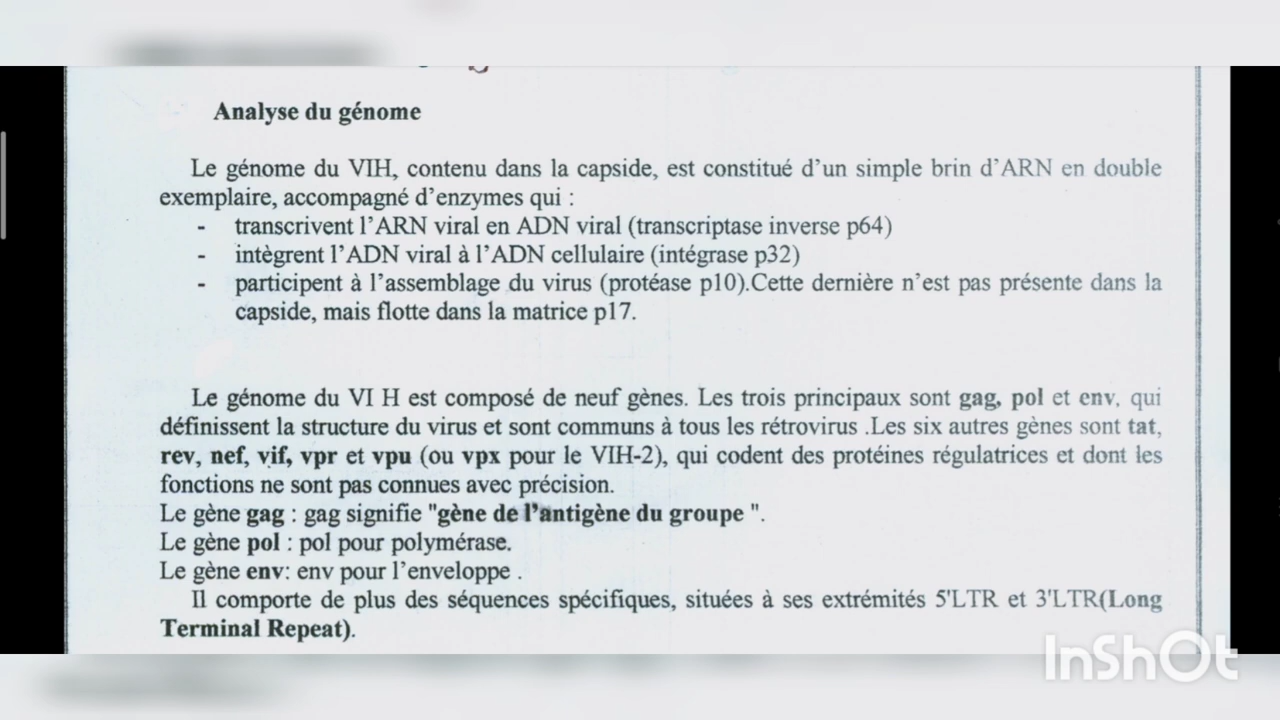 Analyse du génome
Le génome du VIH, contenu dans la capside, est constitué d’un simple brin d’ARN en double
exemplaire, accompagné d’enzymes qui :
- transcrivent l’ARN viral en ADN viral (transcriptase inverse p64)
- intègrent l’ADN viral à l’ADN cellulaire (intégrase p32)
- participent à l’assemblage du virus (protéase p10).Cette dernière n’est pas présente dans la
capside, mais flotte dans la matrice p17.
Le génome du VI H est composé de neuf gènes. Les trois principaux sont gag, pol et env, qui
définissent la structure du virus et sont communs à tous les rétrovirus .Les six autres gènes sont tat,
rev, nef, vif, vpr et vpu (ou vpx pour le VIH-2), qui codent des protéines régulatrices et dont les
fonctions ne sont pas connues avec précision.
Le gène gag : gag signifie "gène de l’antigène du groupe ".
Le gène pol : pol pour polymérase.
Le gène env: env pour l’enveloppe .
Il comporte de plus des séquences spécifiques, situées à ses extrémités 5'LTR et 3'LTR(Long
Terminal Repeat).
InShOt